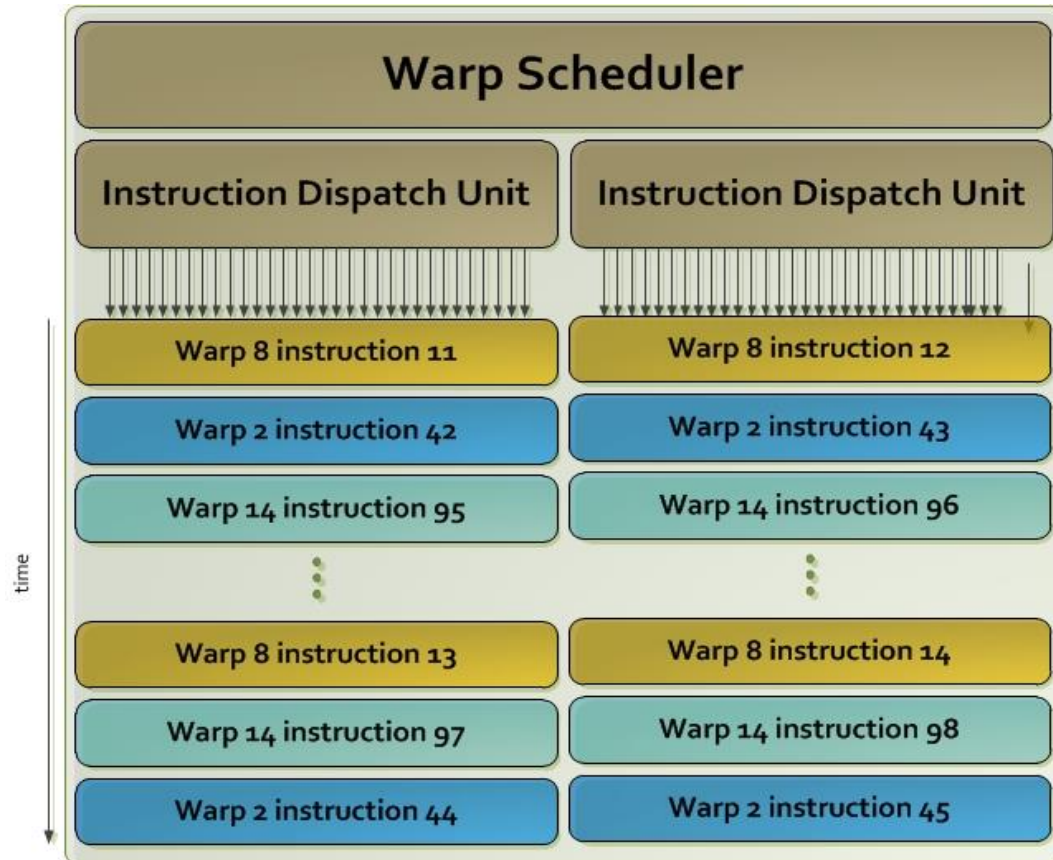 Warp Scheduler
Instruction Dispatch Unit
Instruction Dispatch Unit
Warp 8 instruction 11
Warp 8 instruction 12
Warp 2 instruction 42
Warp 2 instruction 43
Warp 14 instruction 95
Warp 14 instruction 96
time
Warp 8 instruction 13
Warp 8 instruction 14
Warp 14 instruction 97
Warp 14 instruction 98
Warp 2 instruction 44
Warp 2 instruction 45